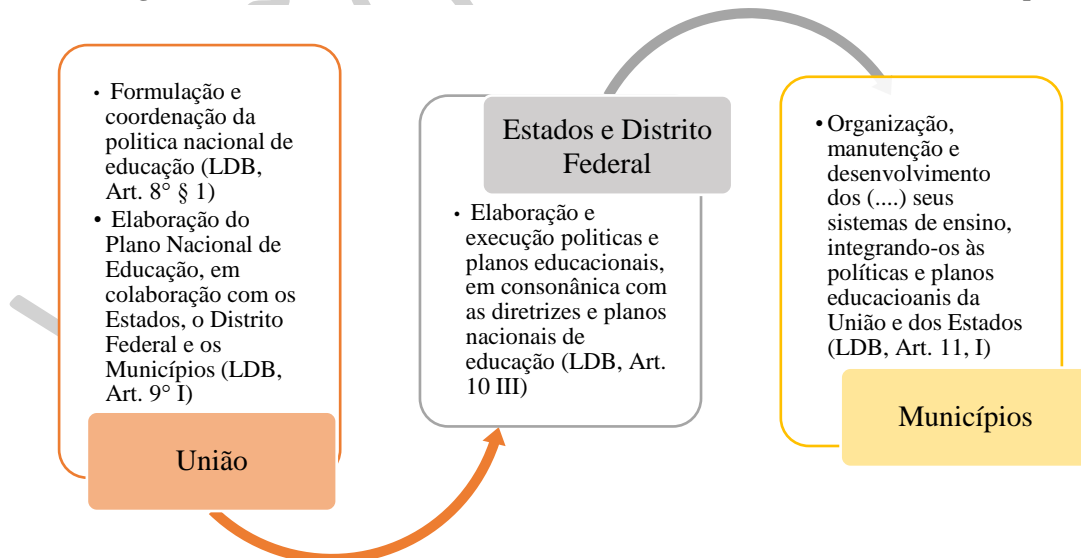 • Formulação e
coordenação da
politica nacional de
educação (LDB,
Art. 8° § 1)
• Elaboração do
Plano Nacional de
Educação, em
colaboração com os
Estados, o Distrito
Federal e os
Municípios (LDB,
Art. 9° I)
União
Estados e Distrito
Federal
• Elaboração e
execução politicas e
planos educacionais,
em consonânica com
as diretrizes e planos
nacionais de
educação (LDB, Art.
10 III)
• Organização,
manutenção e
desenvolvimento
dos (....) seus
sistemas de ensino,
integrando-os às
políticas e planos
educacioanis da
União e dos Estados
(LDB, Art. 11, I)
Municípios